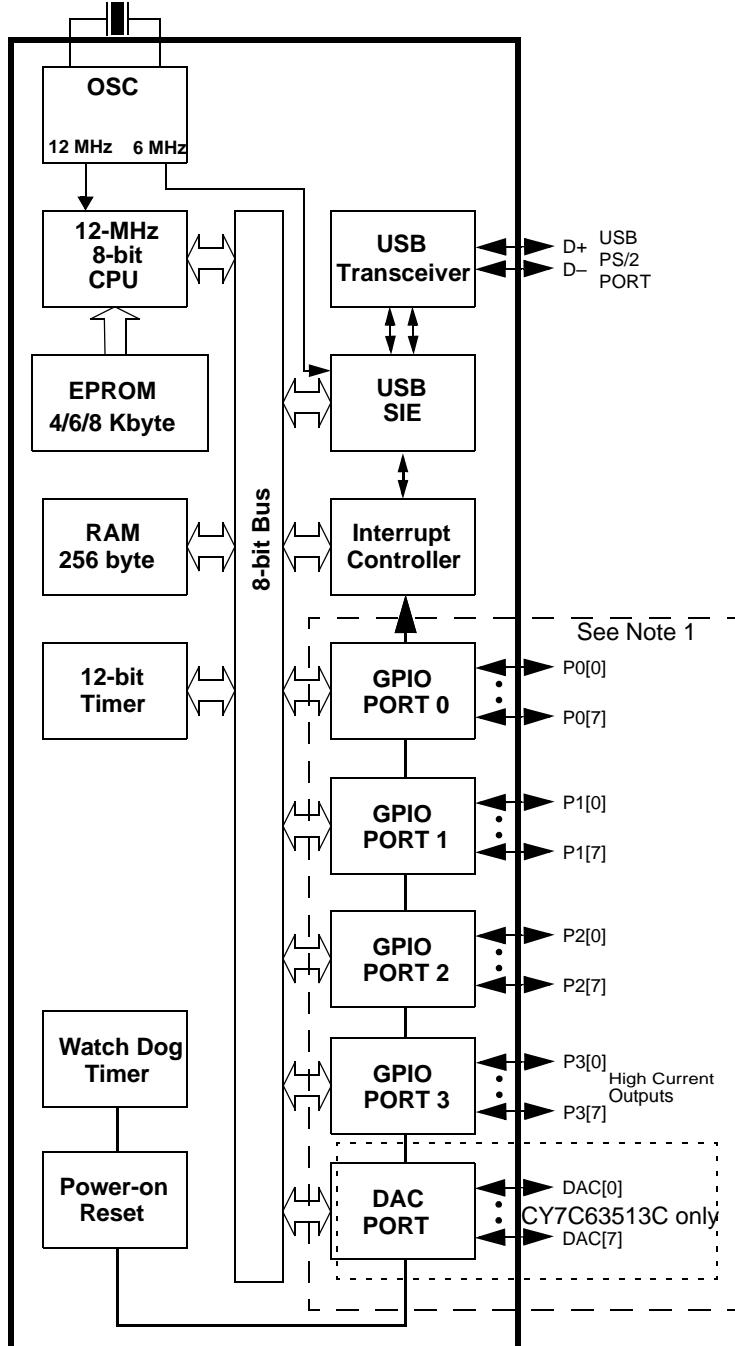 OSC
12 MHz 6 MHz
12-MHz
8-bit
CPU
USB
Transceiver
D+
D–
USB
PS/2
PORT
EPROM
4/6/8 Kbyte
USB
SIE
8-bit Bus
RAM
256 byte
Interrupt
Controller
See Note 1
12-bit
Timer
GPIO
PORT 0
P0[0]
P0[7]
GPIO
PORT 1
P1[0]
P1[7]
GPIO
PORT 2
P2[0]
P2[7]
Watch Dog
Timer
GPIO
PORT 3
P3[0]
High Current
Outputs
P3[7]
Power-on
Reset
DAC
PORT
DAC[0]
CY7C63513C only
DAC[7]